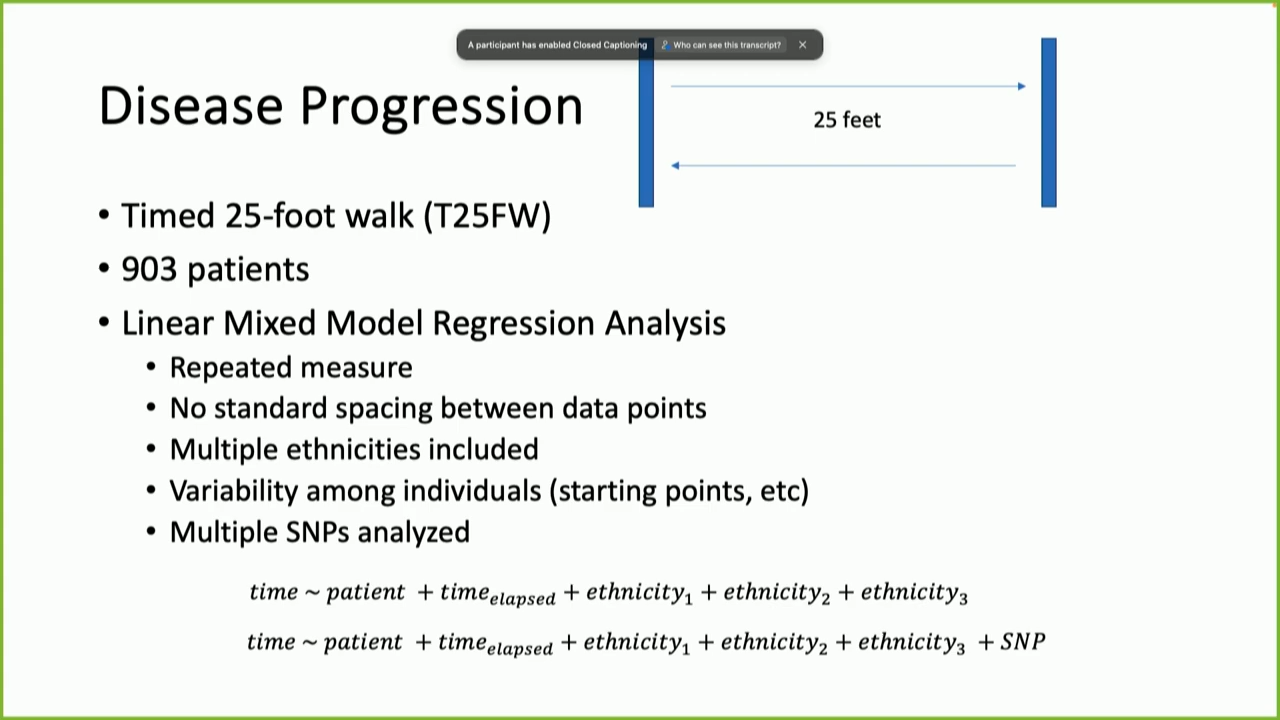 A participant has enabled Closed Captioning Who can see this transcript? ×
Disease Progression
25 feet
• Timed 25-foot walk (T25FW)
• 903 patients
• Linear Mixed Model Regression Analysis
• Repeated measure
• No standard spacing between data points
• Multiple ethnicities included
• Variability among individuals (starting points, etc)
• Multiple SNPs analyzed
time ~ patient + time_elapsed + ethnicity₁ + ethnicity₂ + ethnicity₃
time ~ patient + time_elapsed + ethnicity₁ + ethnicity₂ + ethnicity₃ + SNP